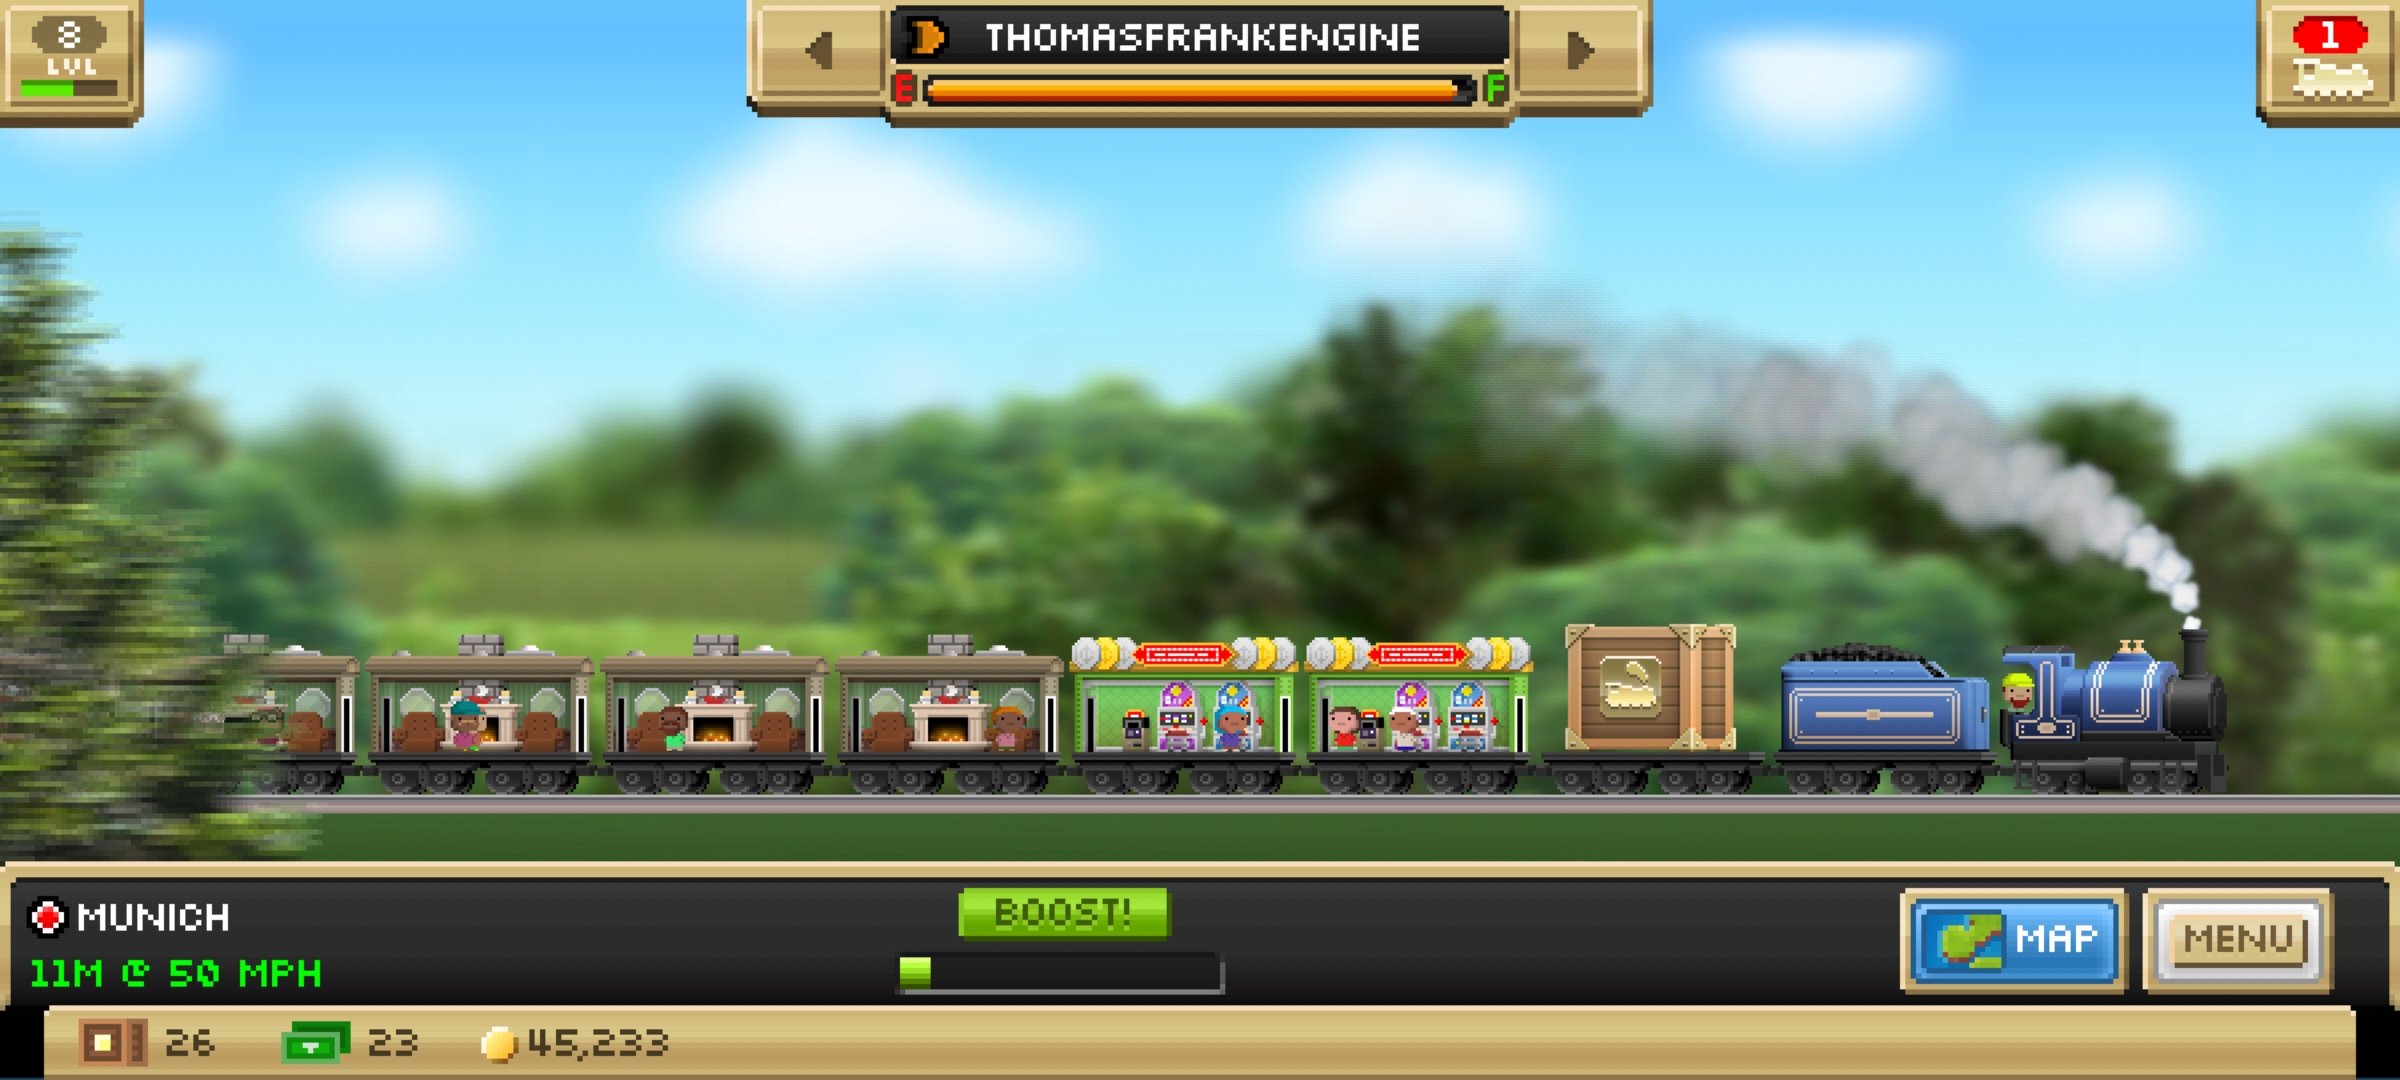 8
LVL
THOMASFRANKENGINE
E F
1
MUNICH
11M @ 50 MPH
BOOST!
MAP
MENU
26
23
45,233